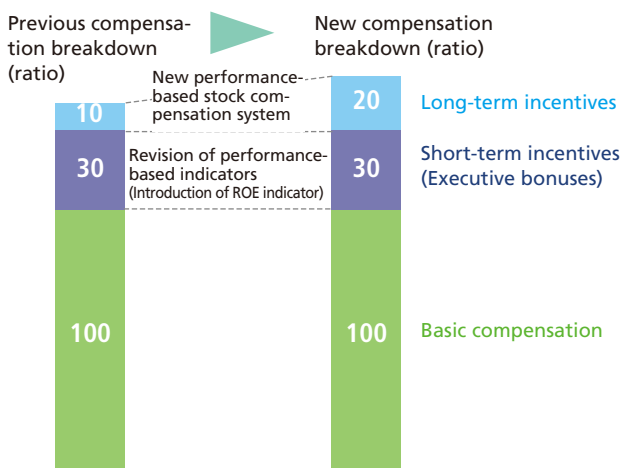 Previous compensa-
tion breakdown
(ratio)
New compensation
breakdown (ratio)
10
New performance-
based stock com-
pensation system
20
Long-term incentives
30
Revision of performance-
based indicators
(Introduction of ROE indicator)
30
Short-term incentives
(Executive bonuses)
100
100
Basic compensation